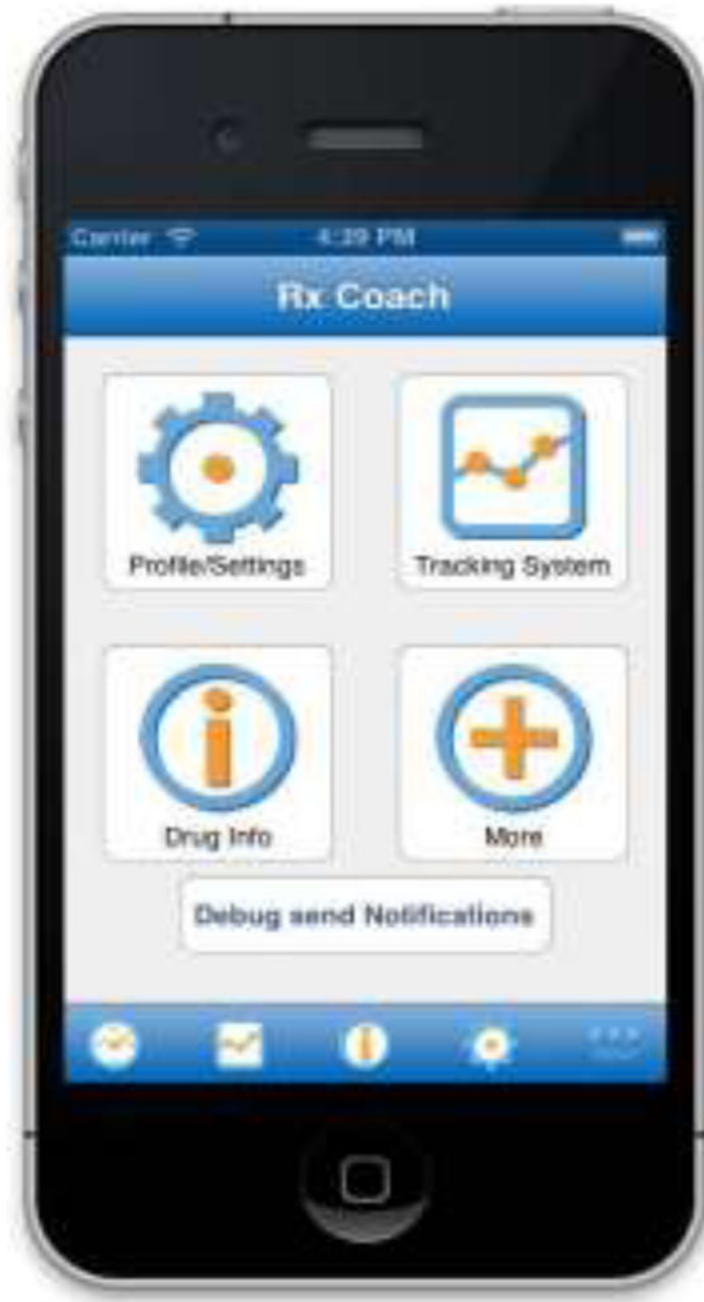 Carrier 4:39 PM
Rx Coach
Profile/Settings Tracking System
Drug Info More
Debug send Notifications